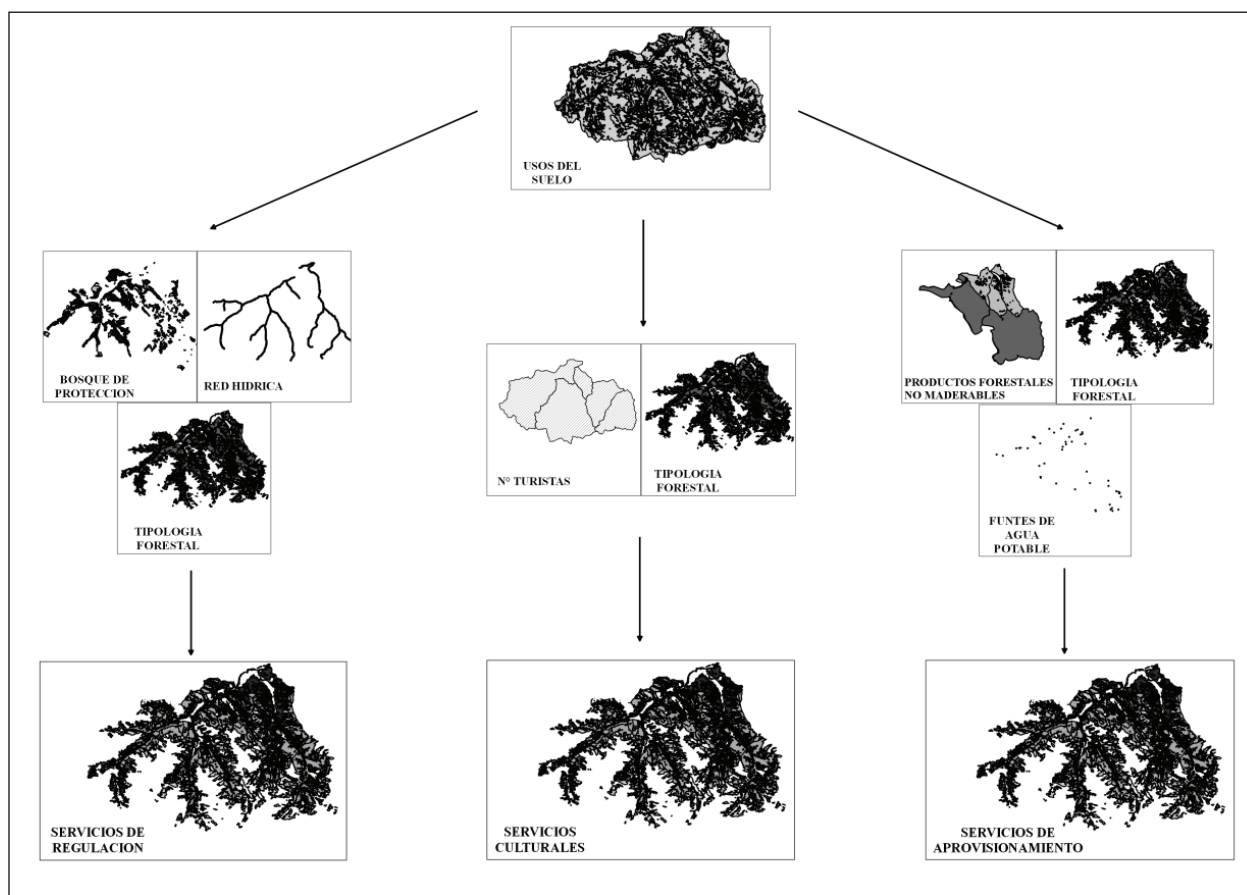 USOS DEL
SUELO
BOSQUE DE
PROTECCION
RED HIDRICA
TIPOLOGIA
FORESTAL
N° TURISTAS
TIPOLOGIA
FORESTAL
PRODUCTOS FORESTALES
NO MADERABLES
TIPOLOGIA
FORESTAL
FUNTES DE
AGUA
POTABLE
SERVICIOS DE
REGULACION
SERVICIOS
CULTURALES
SERVICIOS DE
APROVISIONAMIENTO